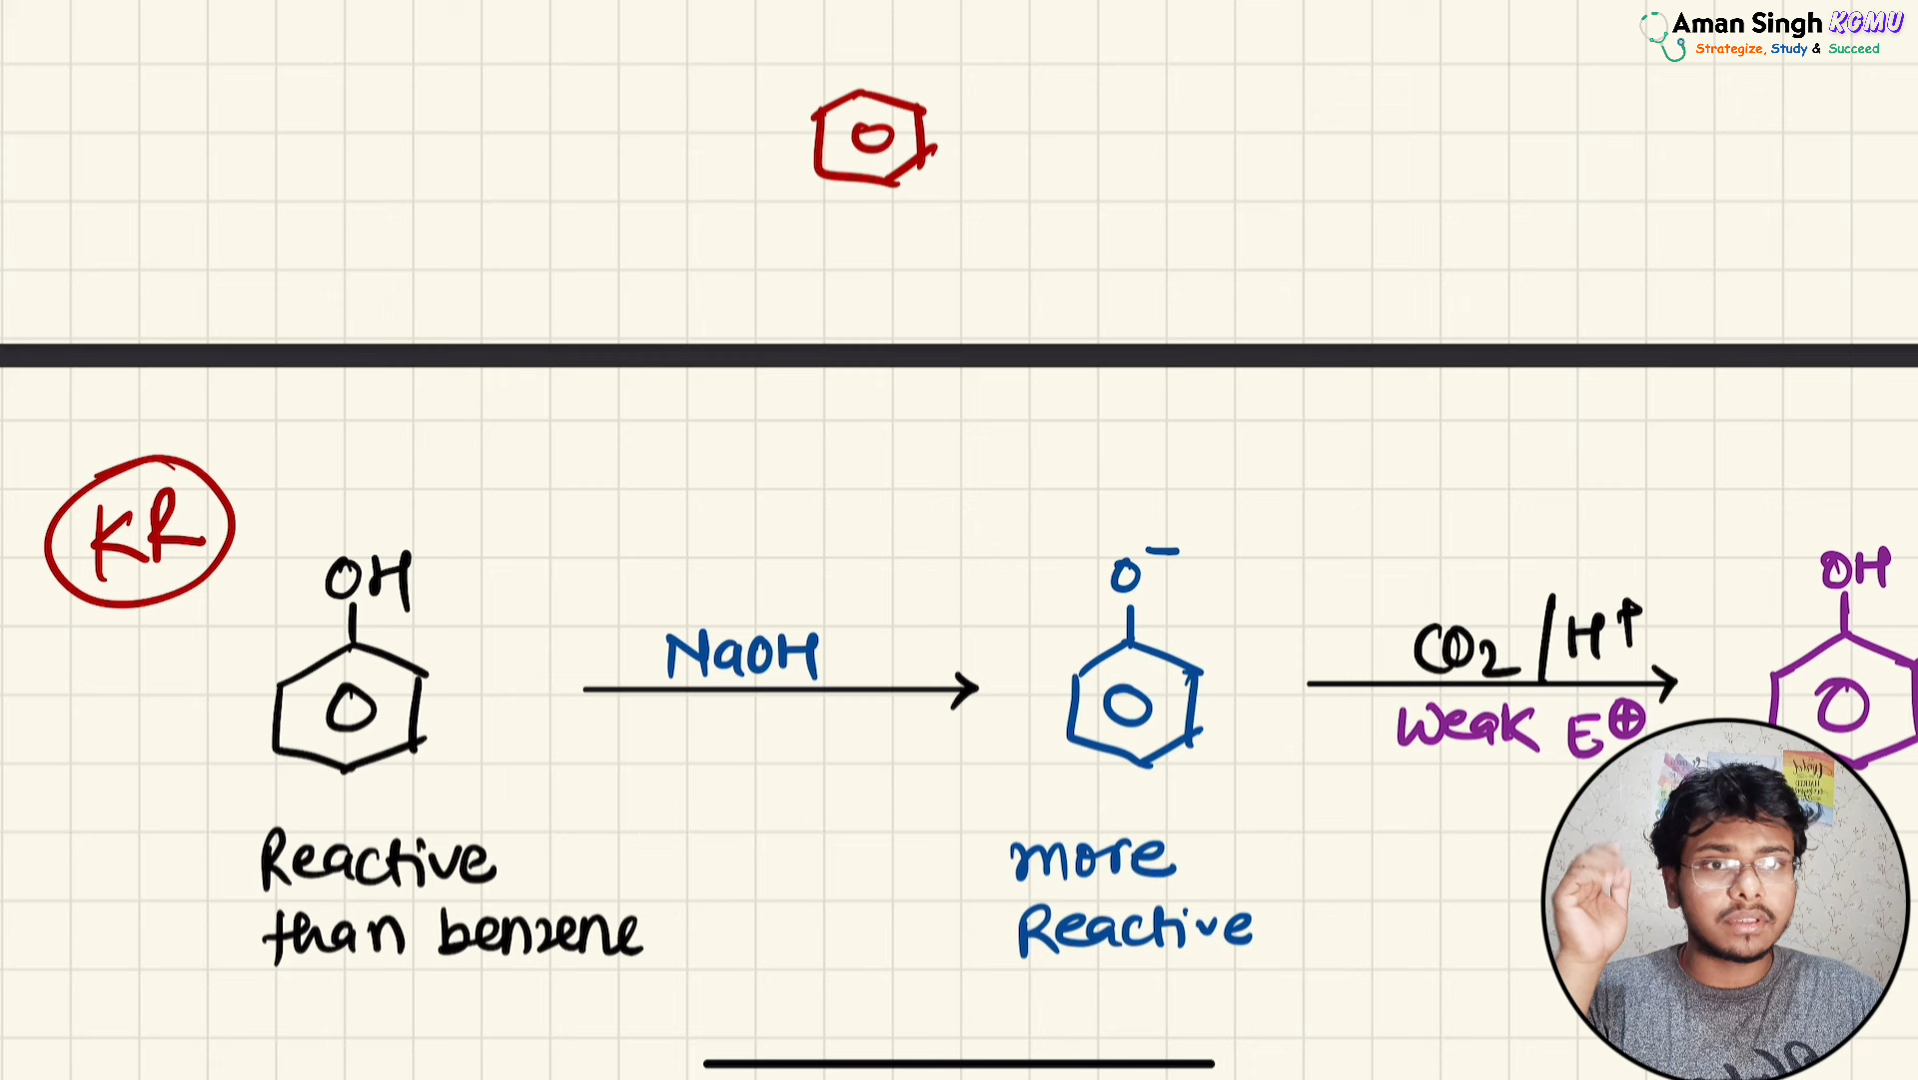 Aman Singh KGMU
Strategize, Study & Succeed
KR
OH
NaOH
O⁻
CO2/H+
Weak E⊕
OH
Reactive
than benzene
more
Reactive